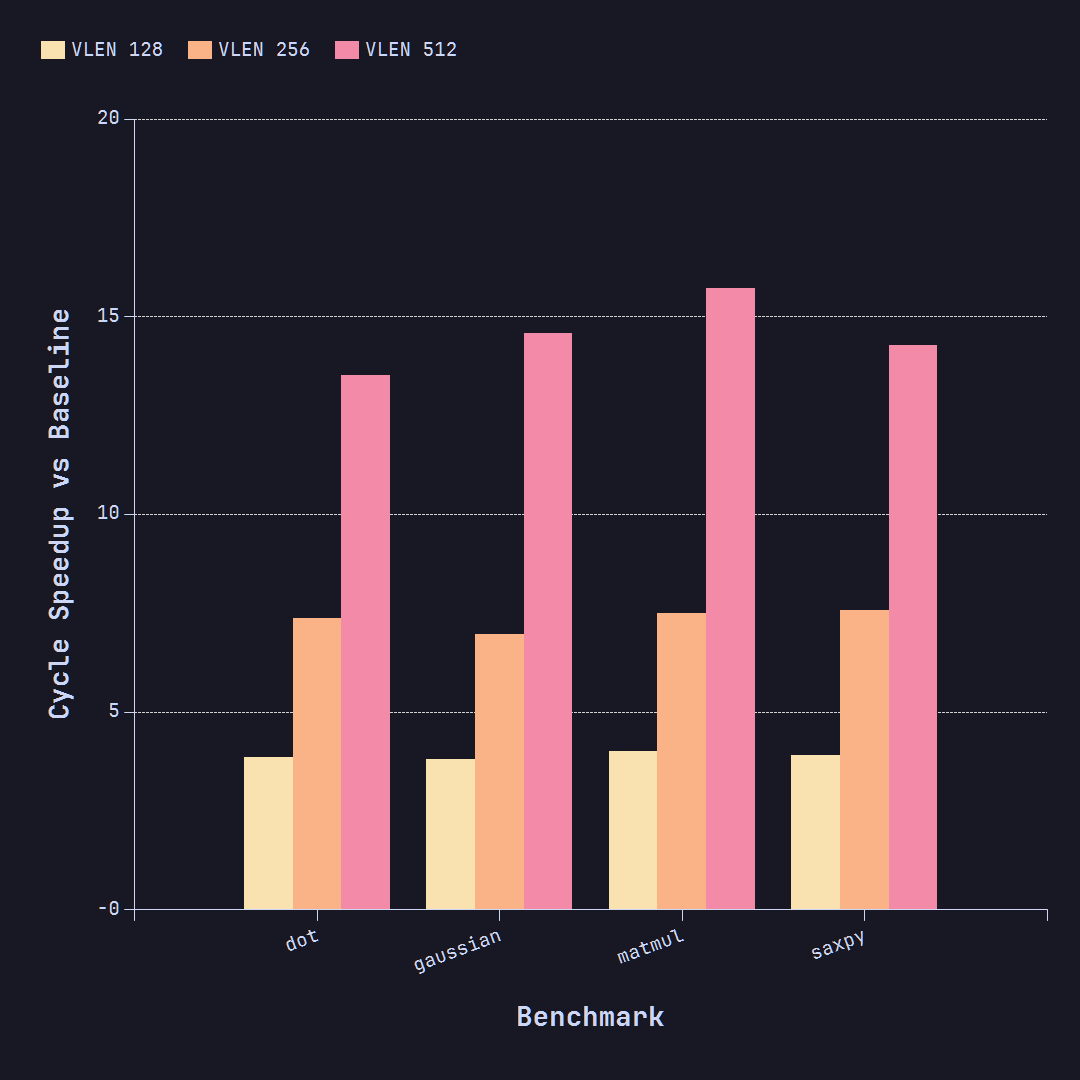 VLEN 128 VLEN 256 VLEN 512
20
15
10
5
-0
Cycle Speedup vs Baseline
dot gaussian matmul saxpy
Benchmark